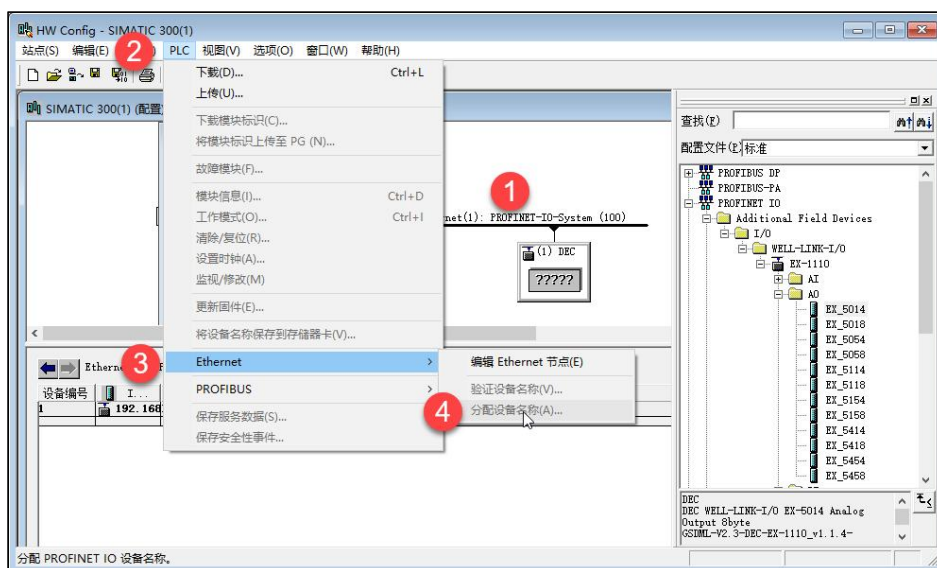 HW Config - SIMATIC 300(1)
站点(S) 编辑(E) PLC 视图(V) 选项(O) 窗口(W) 帮助(H)
2
SIMATIC 300(1) (配置
下载(D)... Ctrl+L
上传(U)...
下载模块标识(C)...
将模块标识上传至 PG (N)...
故障模块(F)...
模块信息(I)... Ctrl+D
工作模式(O)... Ctrl+I
清除/复位(R)...
设置时钟(A)...
监视/修改(M)
更新固件(E)...
将设备名称保存到存储器卡(V)...
Ethernet
PROFIBUS
保存服务数据(S)...
保存安全性事件...
1
net(1): PROFINET-IO-System (100)
(1) DEC
?????
3
编辑 Ethernet 节点(E)
验证设备名称(V)...
分配设备名称(A)...
4
Ethern
设备编号 I...
1 192.168
查找(F)
配置文件(P) 标准
PROFIBUS DP
PROFIBUS-PA
PROFINET IO
Additional Field Devices
I/O
WELL-LINK-I/O
EX-1110
AI
AO
EX_5014
EX_5018
EX_5054
EX_5058
EX_5114
EX_5118
EX_5154
EX_5158
EX_5414
EX_5418
EX_5454
EX_5458
DEC
DEC WELL-LINK-I/O EX-5014 Analog
Output 8byte
GSDML-V2.3-DEC-EX-1110_v1.1.4-
分配 PROFINET IO 设备名称。